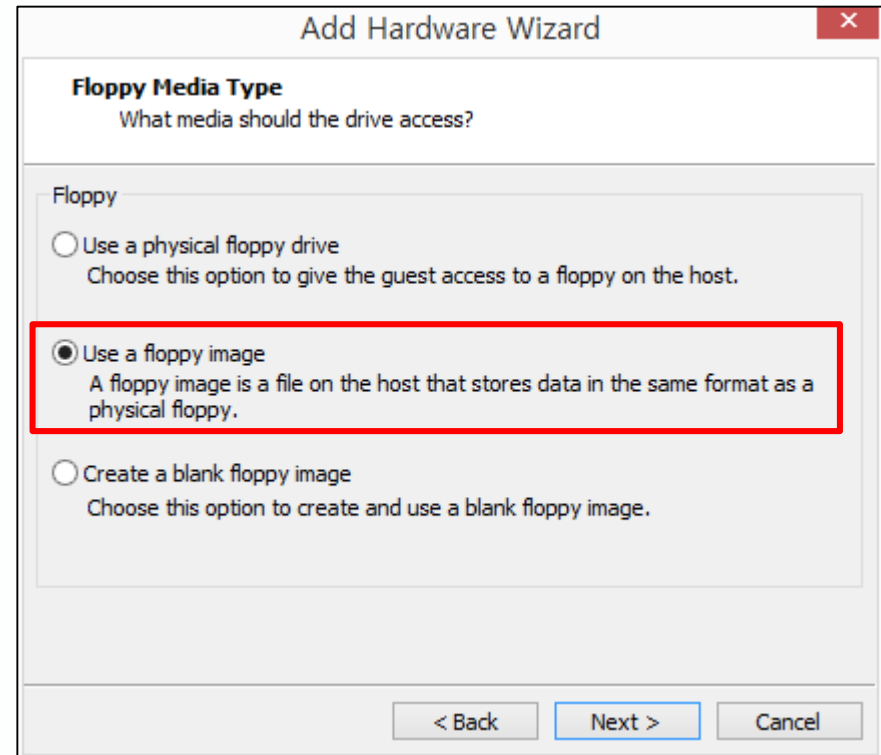 Add Hardware Wizard
Floppy Media Type
What media should the drive access?
Floppy
Use a physical floppy drive
Choose this option to give the guest access to a floppy on the host.
Use a floppy image
A floppy image is a file on the host that stores data in the same format as a
physical floppy.
Create a blank floppy image
Choose this option to create and use a blank floppy image.
< Back
Next >
Cancel